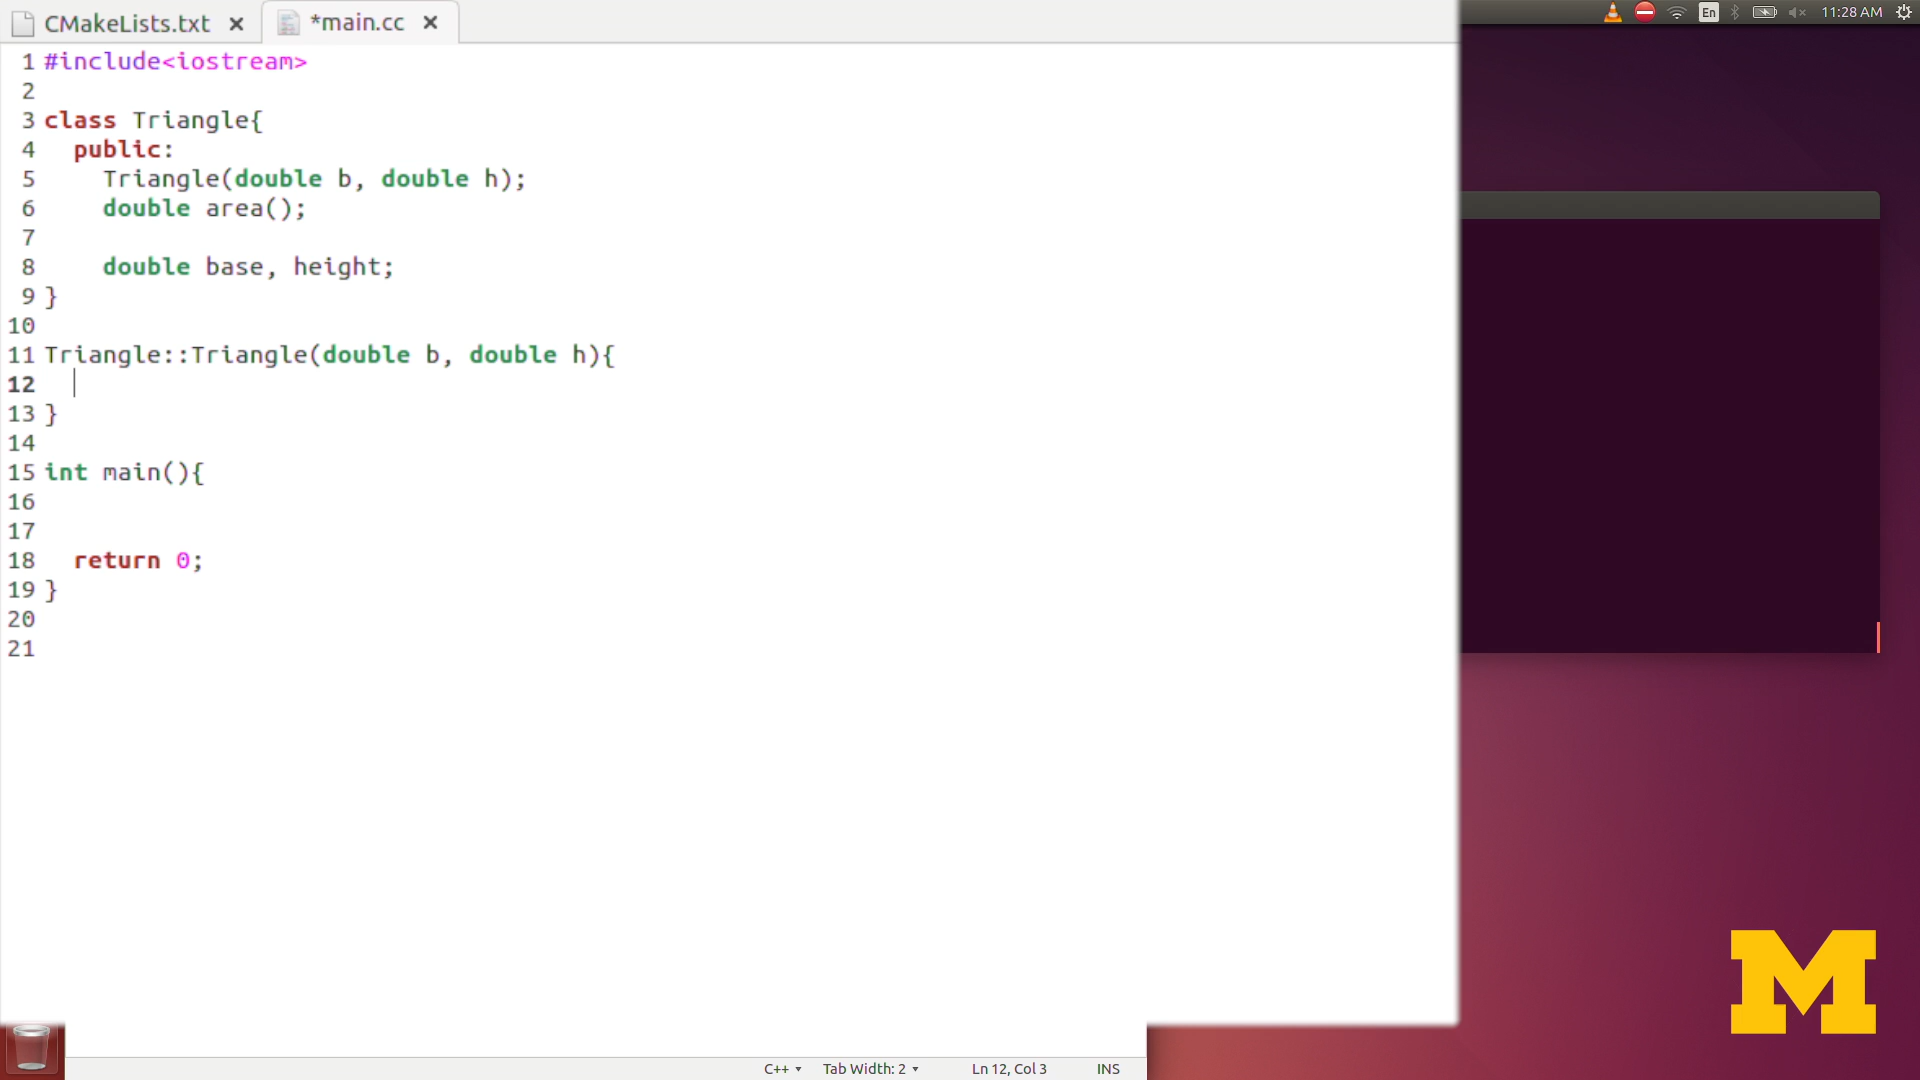 CMakeLists.txt x *main.cc x
En 11:28 AM
1 #include<iostream>
2
3 class Triangle{
4   public:
5     Triangle(double b, double h);
6     double area();
7
8     double base, height;
9 }
10
11 Triangle::Triangle(double b, double h){
12
13 }
14
15 int main(){
16
17
18   return 0;
19 }
20
21
M
C++ Tab Width: 2 Ln 12, Col 3 INS